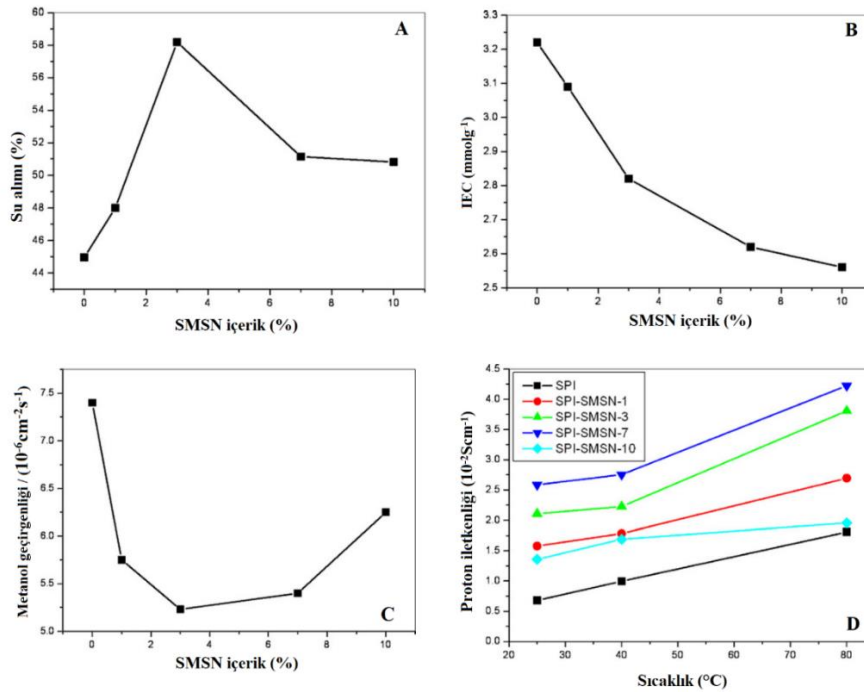 A
Su alımı (%)
60
58
56
54
52
50
48
46
44
0 2 4 6 8 10
SMSN içerik (%)
B
IEC (mmolg⁻¹)
3.3
3.2
3.1
3.0
2.9
2.8
2.7
2.6
2.5
0 2 4 6 8 10
SMSN içerik (%)
C
Metanol geçirgenliği / (10⁻⁶cm⁻²s⁻¹)
7.5
7.0
6.5
6.0
5.5
5.0
0 2 4 6 8 10
SMSN içerik (%)
D
Proton iletkenliği (10⁻²Scm⁻¹)
4.5
4.0
3.5
3.0
2.5
2.0
1.5
1.0
0.5
0.0
SPI
SPI-SMSN-1
SPI-SMSN-3
SPI-SMSN-7
SPI-SMSN-10
20 30 40 50 60 70 80
Sıcaklık (°C)